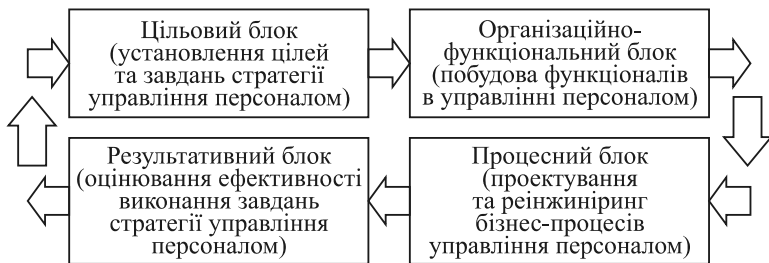 Цільовий блок
(установлення цілей
та завдань стратегії
управління персоналом)
Організаційно-
функціональний блок
(побудова функціоналів
в управлінні персоналом)
Результативний блок
(оцінювання ефективності
виконання завдань
стратегії управління
персоналом)
Процесний блок
(проектування
та реінжиніринг
бізнес-процесів
управління персоналом)